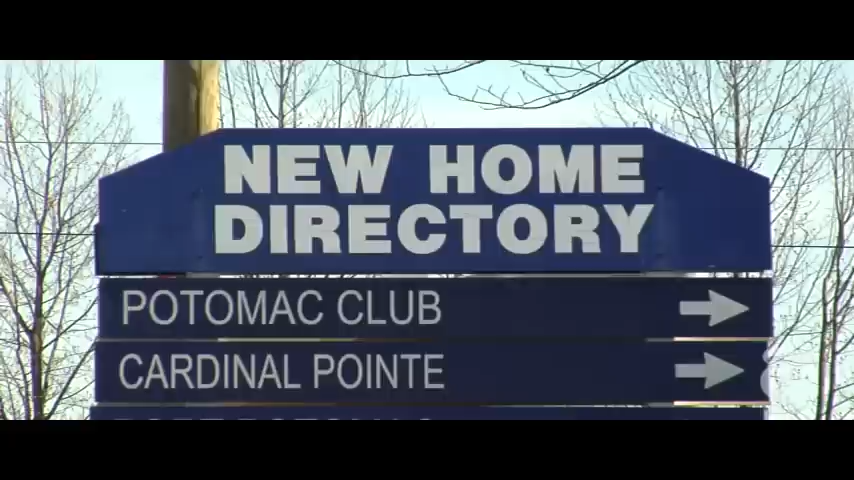 NEW HOME
DIRECTORY
POTOMAC CLUB
CARDINAL POINTE